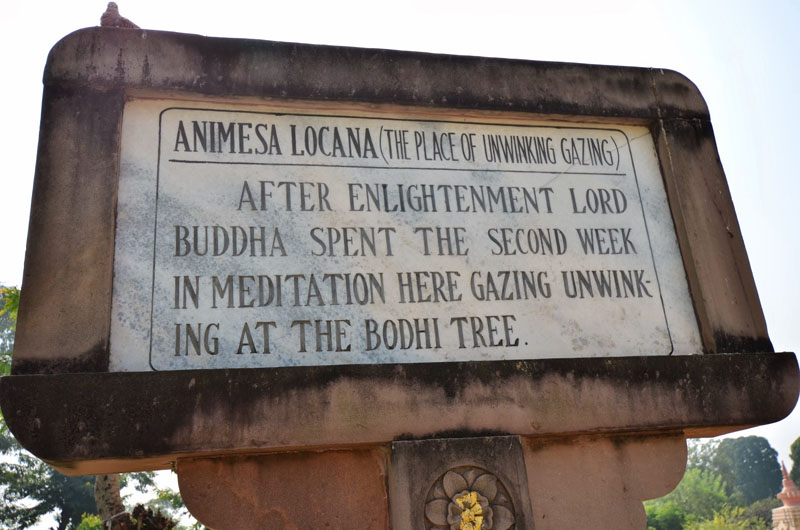 ANIMESA LOCANA (THE PLACE OF UNWINKING GAZING)
AFTER ENLIGHTENMENT LORD
BUDDHA SPENT THE SECOND WEEK
IN MEDITATION HERE GAZING UNWINK-
ING AT THE BODHI TREE.